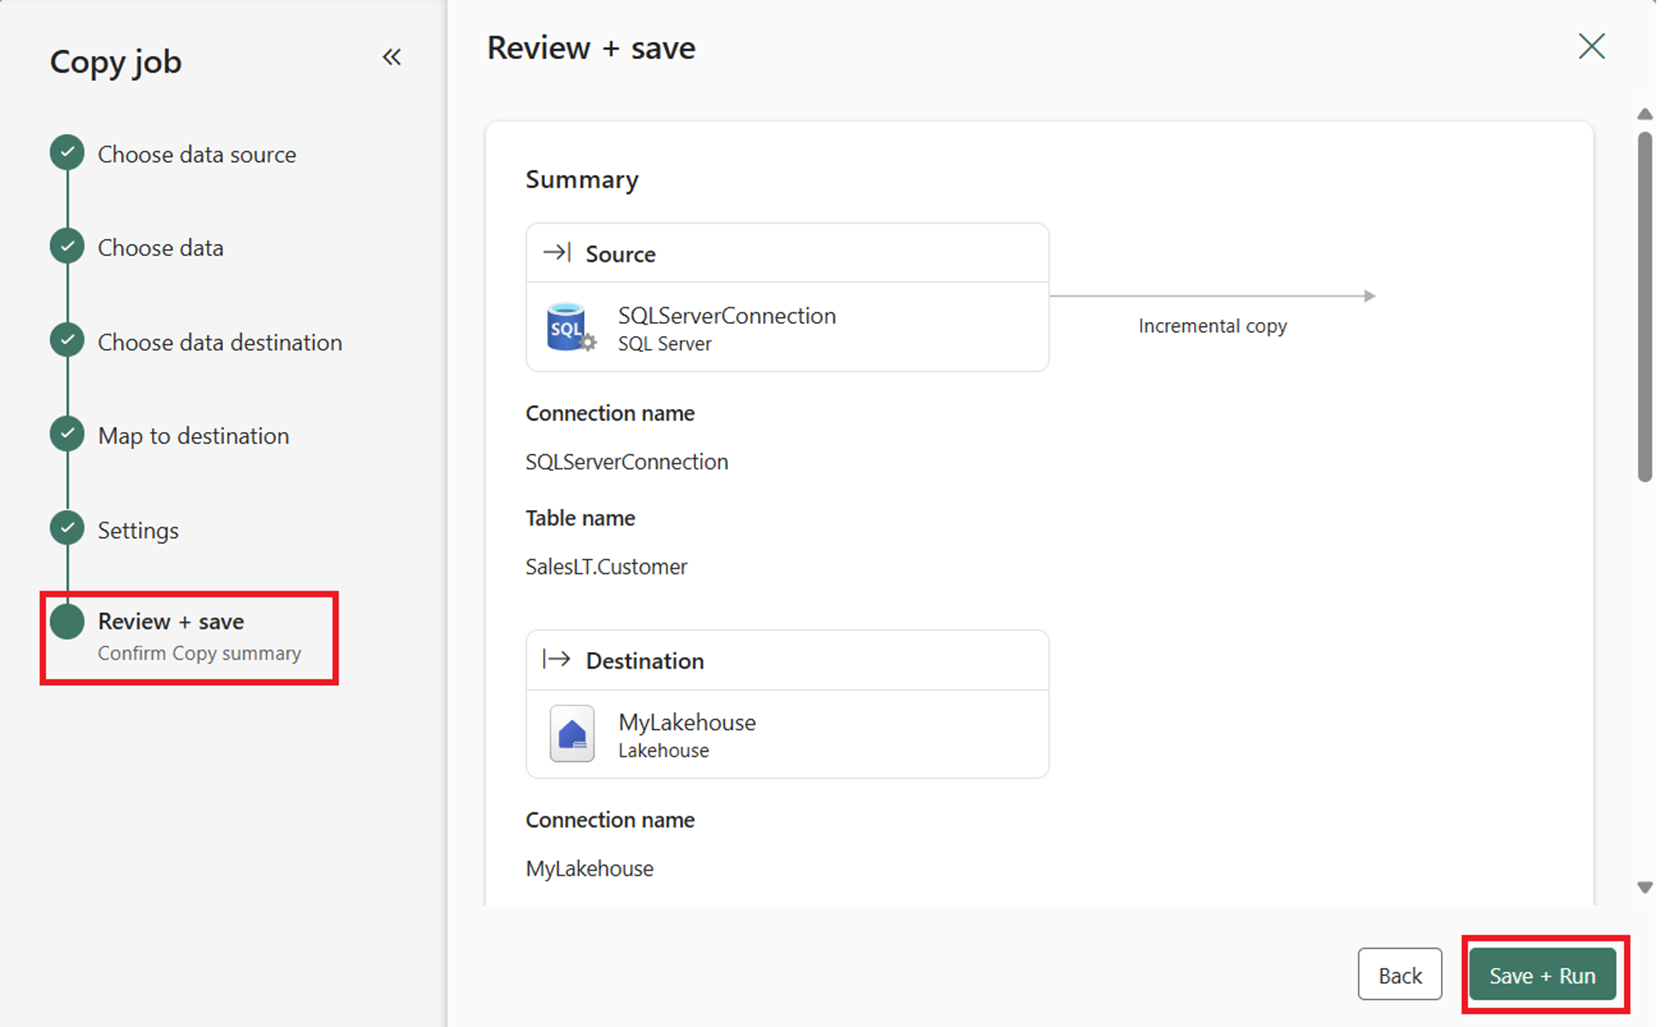 Copy job
Choose data source
Choose data
Choose data destination
Map to destination
Settings
Review + save
Confirm Copy summary
Review + save
Summary
Source
SQL
SQLServerConnection
SQL Server
Incremental copy
Connection name
SQLServerConnection
Table name
SalesLT.Customer
Destination
MyLakehouse
Lakehouse
Connection name
MyLakehouse
Back
Save + Run